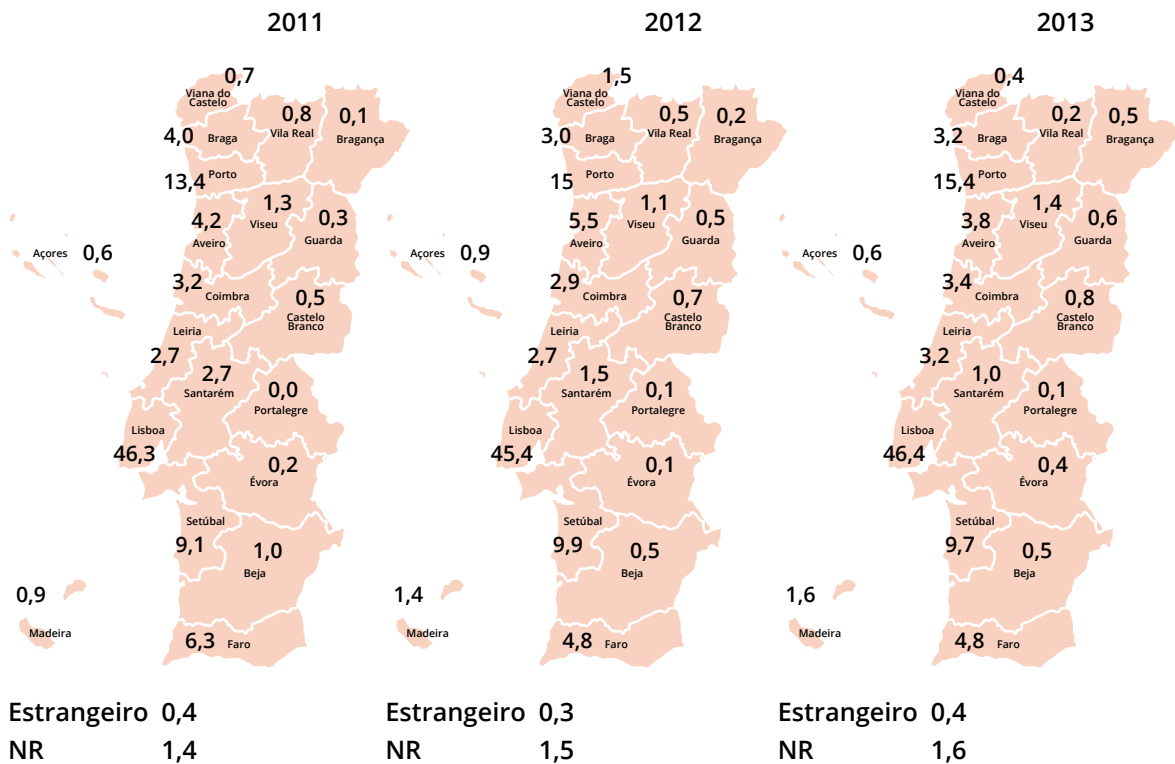 2011
0,7
Viana do
Castelo
0,8
Vila Real
0,1
Bragança
4,0
Braga
13,4
Porto
1,3
Viseu
0,3
Guarda
4,2
Aveiro
Açores
0,6
3,2
Coimbra
0,5
Castelo
Branco
Leiria
2,7
2,7
Santarém
0,0
Portalegre
Lisboa
46,3
0,2
Évora
Setúbal
9,1
1,0
Beja
0,9
Madeira
6,3
Faro
Estrangeiro 0,4
NR 1,4
2012
1,5
Viana do
Castelo
0,5
Vila Real
0,2
Bragança
3,0
Braga
15
Porto
1,1
Viseu
0,5
Guarda
5,5
Aveiro
Açores
0,9
2,9
Coimbra
0,7
Castelo
Branco
Leiria
2,7
1,5
Santarém
0,1
Portalegre
Lisboa
45,4
0,1
Évora
Setúbal
9,9
0,5
Beja
1,4
Madeira
4,8
Faro
Estrangeiro 0,3
NR 1,5
2013
0,4
Viana do
Castelo
0,2
Vila Real
0,5
Bragança
3,2
Braga
15,4
Porto
1,4
Viseu
0,6
Guarda
3,8
Aveiro
Açores
0,6
3,4
Coimbra
0,8
Castelo
Branco
Leiria
3,2
1,0
Santarém
0,1
Portalegre
Lisboa
46,4
0,4
Évora
Setúbal
9,7
0,5
Beja
1,6
Madeira
4,8
Faro
Estrangeiro 0,4
NR 1,6